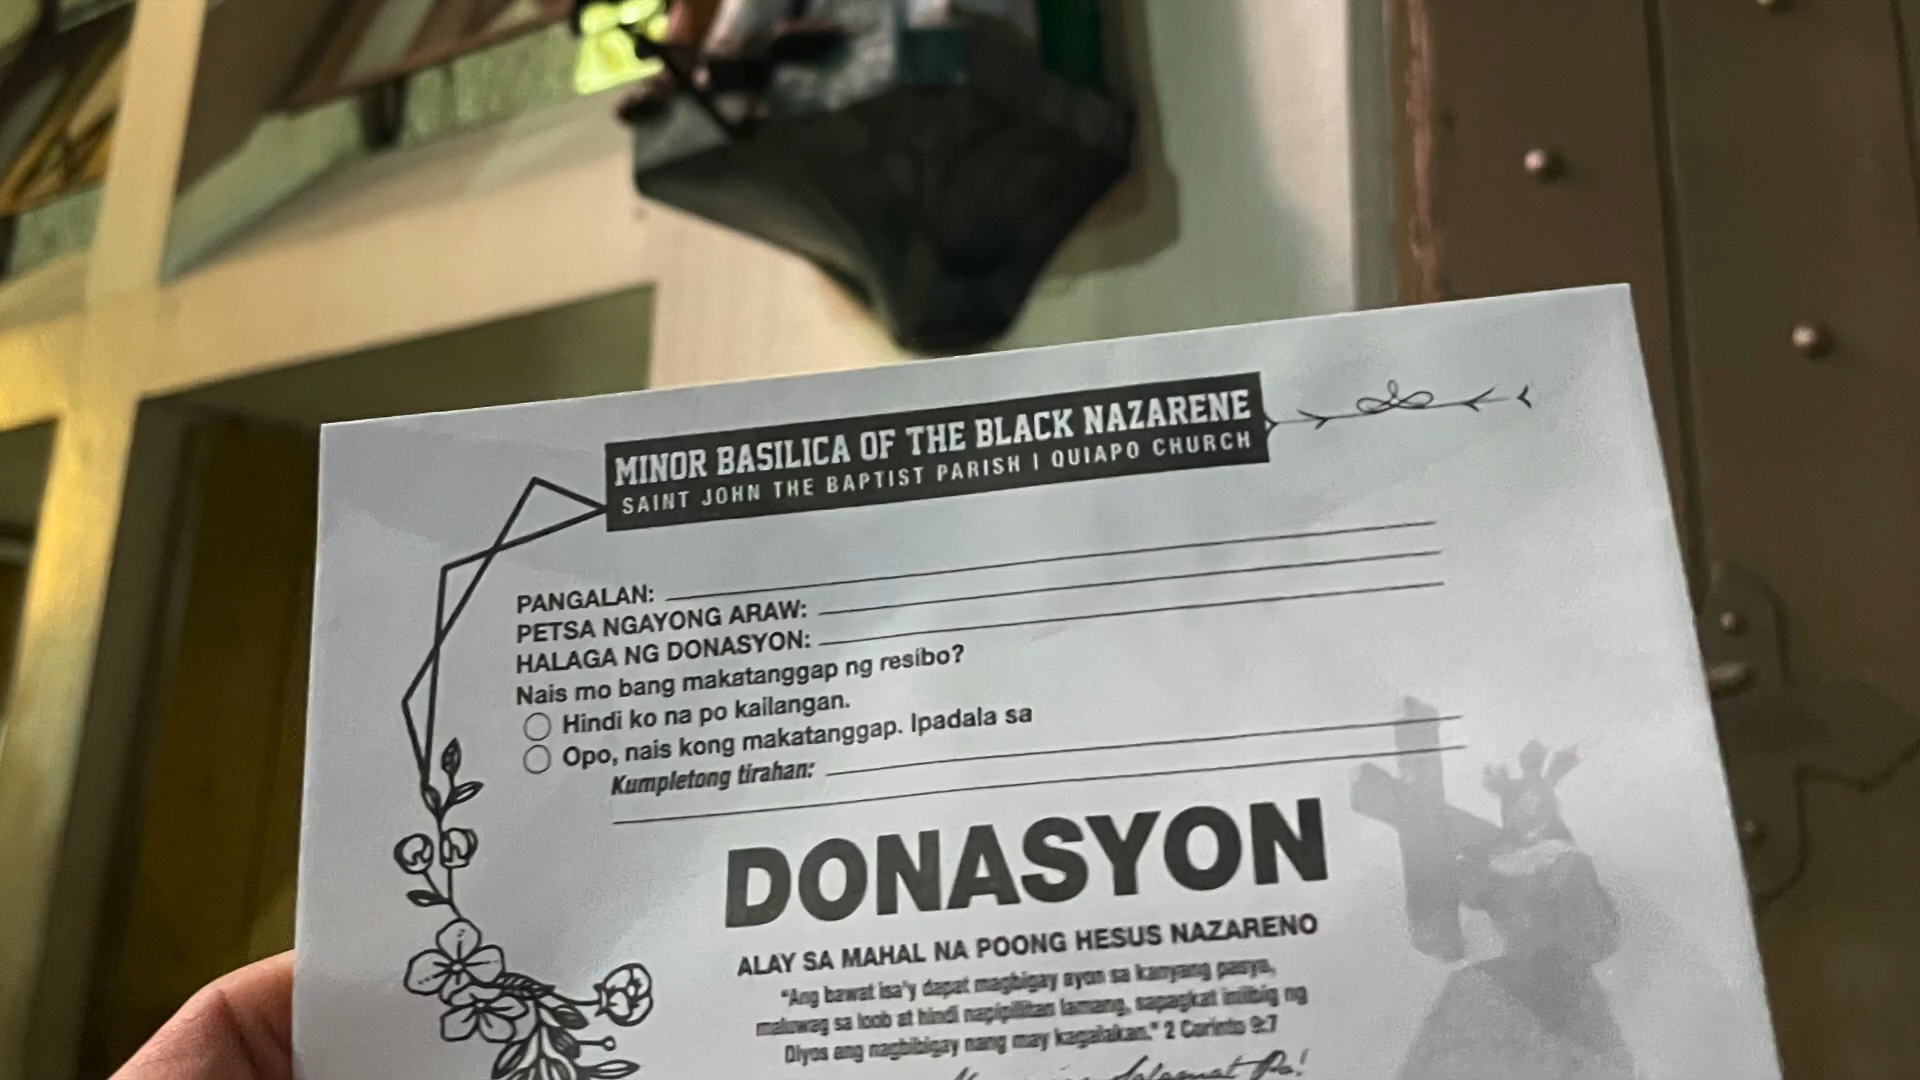 MINOR BASILICA OF THE BLACK NAZARENE
SAINT JOHN THE BAPTIST PARISH | QUIAPO CHURCH
PANGALAN:
PETSA NGAYONG ARAW:
HALAGA NG DONASYON:
Nais mo bang makatanggap ng resibo?
Hindi ko na po kailangan.
Opo, nais kong makatanggap. Ipadala sa
Kumpletong tirahan:
DONASYON
ALAY SA MAHAL NA POONG HESUS NAZARENO
"Ang bawat isa'y dapat magbigay ayon sa kanyang pasya,
maluwag sa loob at hindi napipilitan lamang, sapagkat iniibig ng
Diyos ang nagbibigay nang may kagalakan." 2 Corinto 9:7
Salamat Po!